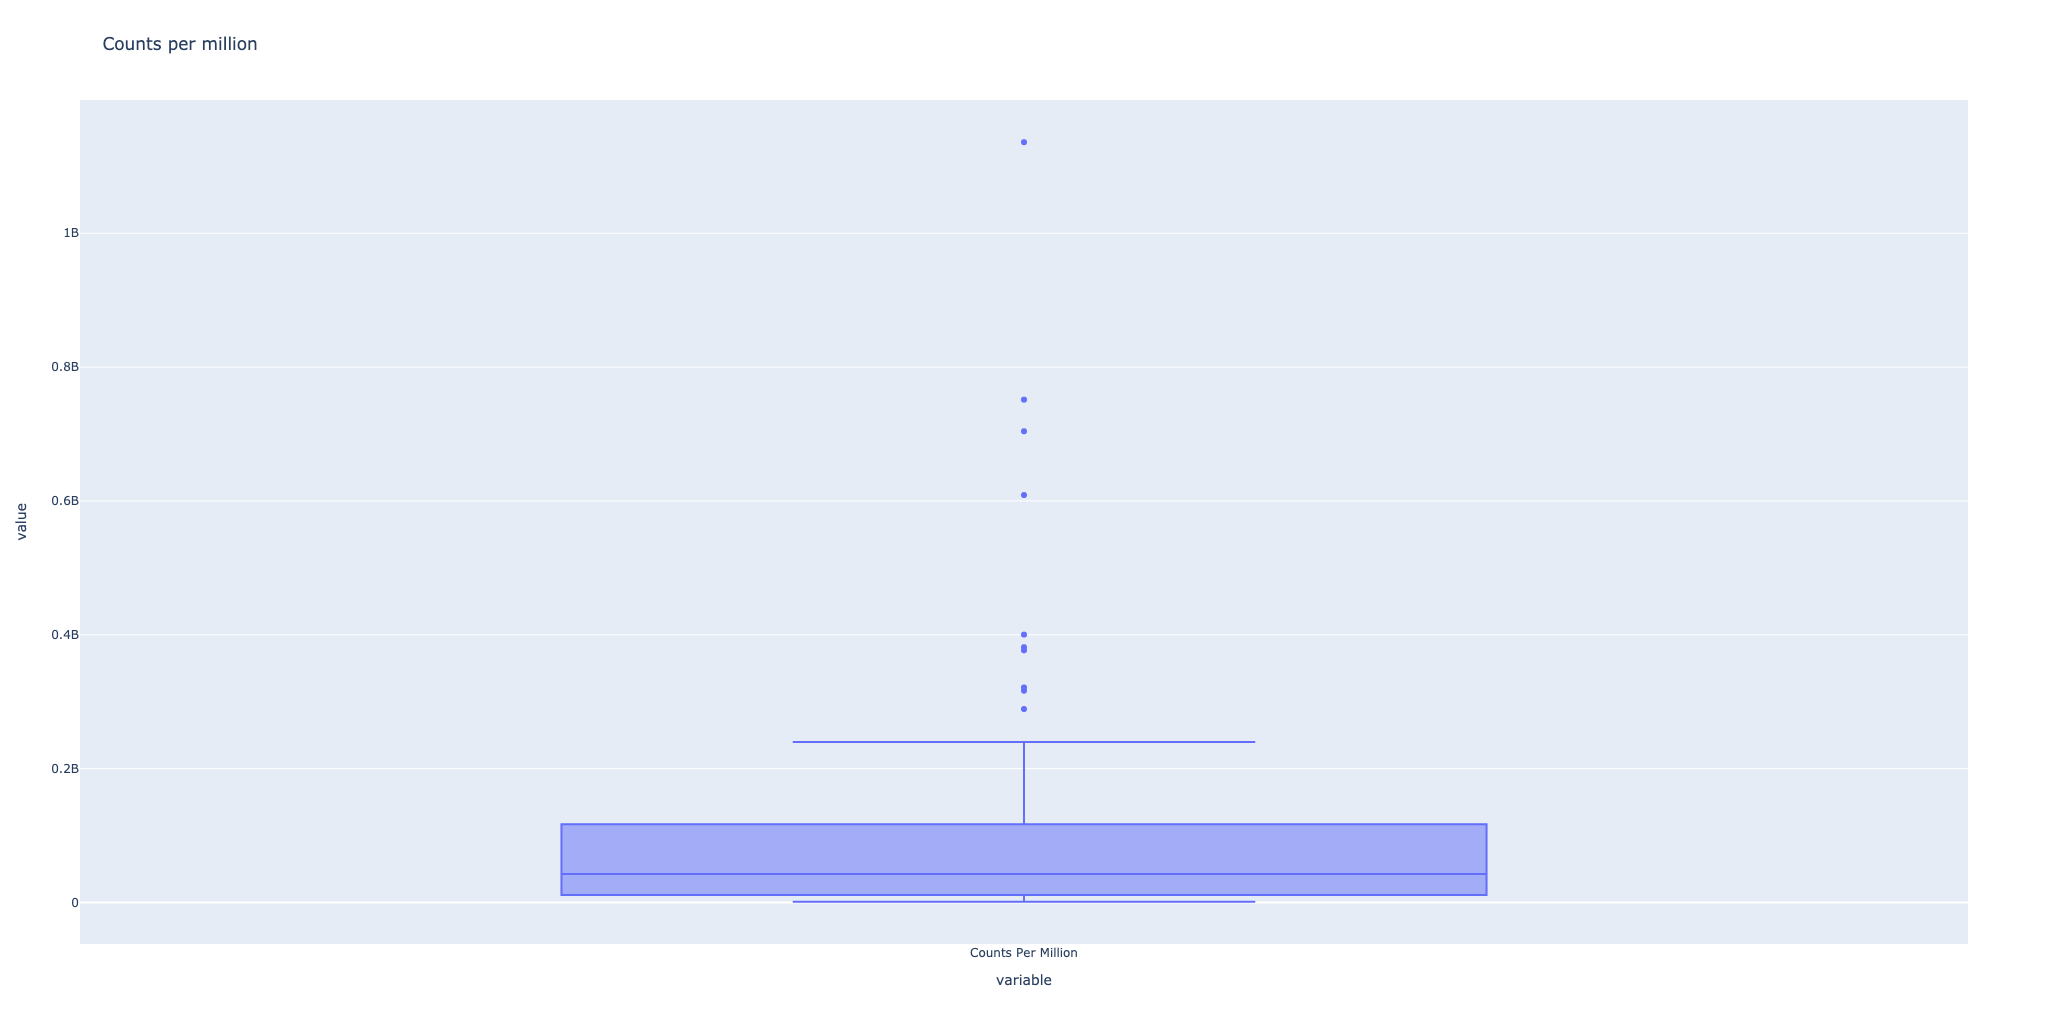 Counts per million
1B
0.8B
0.6B
0.4B
0.2B
0
value
Counts Per Million
variable